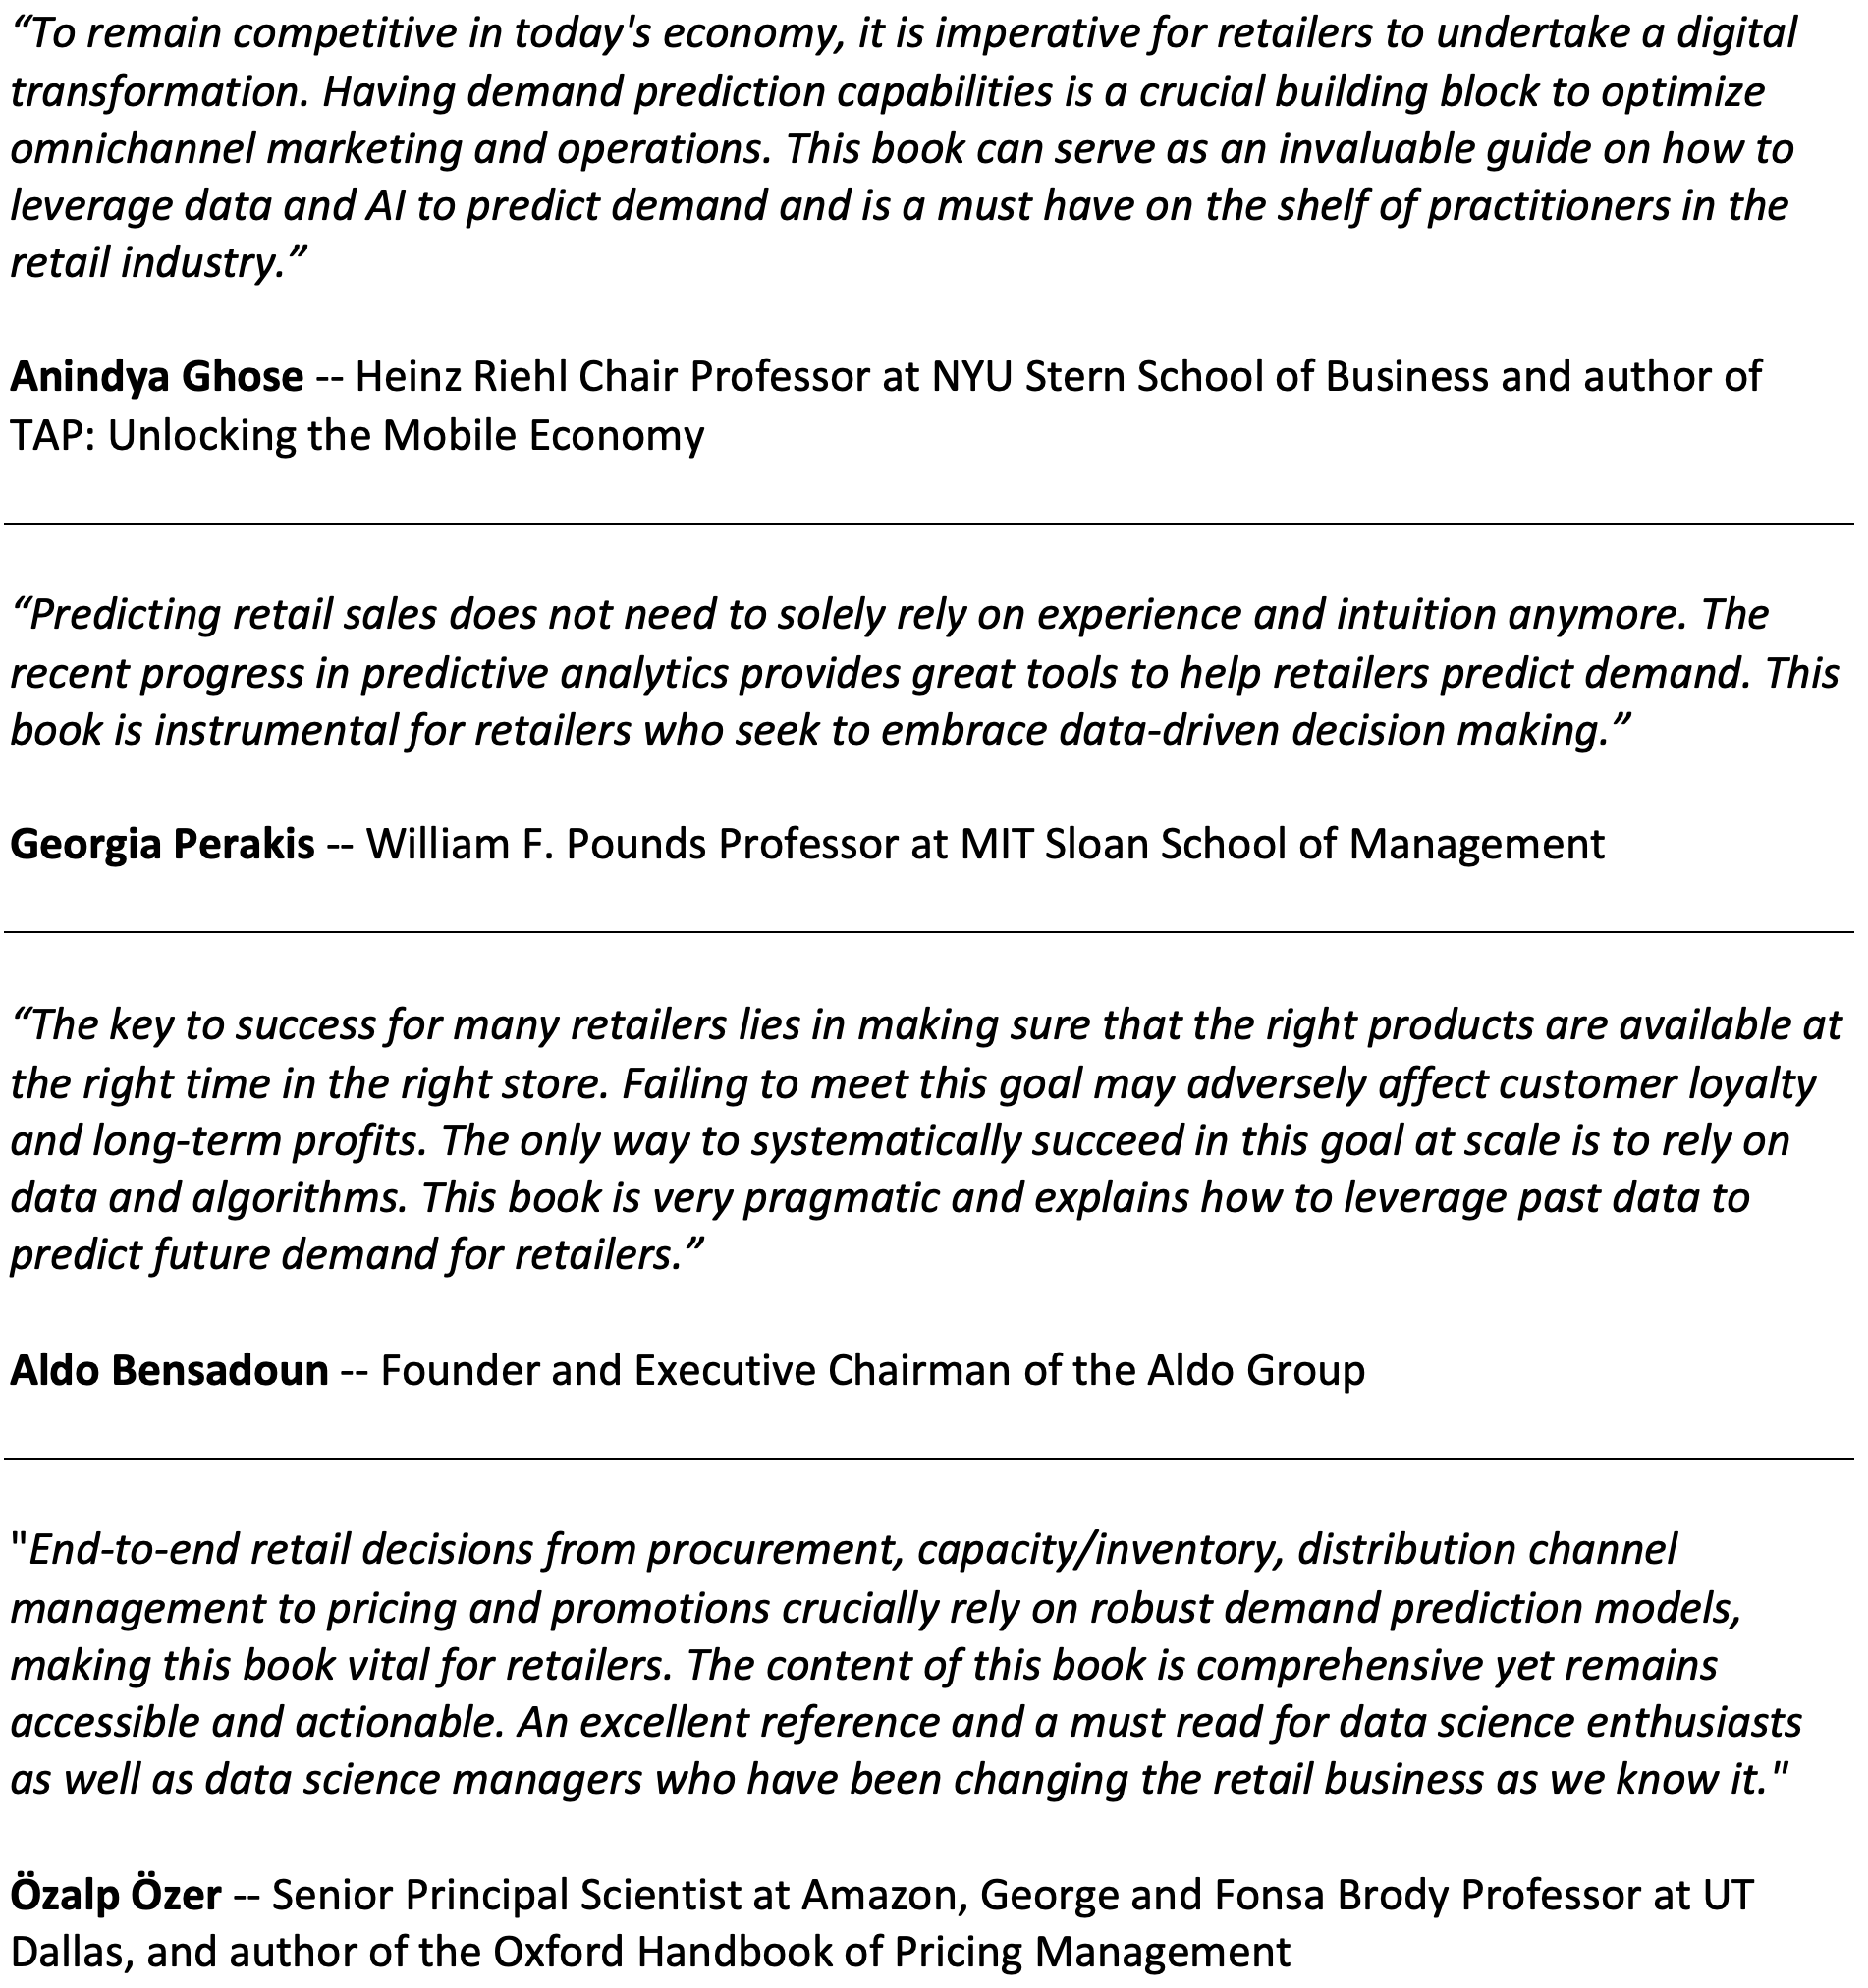 “To remain competitive in today's economy, it is imperative for retailers to undertake a digital
transformation. Having demand prediction capabilities is a crucial building block to optimize
omnichannel marketing and operations. This book can serve as an invaluable guide on how to
leverage data and AI to predict demand and is a must have on the shelf of practitioners in the
retail industry.”
Anindya Ghose -- Heinz Riehl Chair Professor at NYU Stern School of Business and author of
TAP: Unlocking the Mobile Economy
“Predicting retail sales does not need to solely rely on experience and intuition anymore. The
recent progress in predictive analytics provides great tools to help retailers predict demand. This
book is instrumental for retailers who seek to embrace data-driven decision making.”
Georgia Perakis -- William F. Pounds Professor at MIT Sloan School of Management
“The key to success for many retailers lies in making sure that the right products are available at
the right time in the right store. Failing to meet this goal may adversely affect customer loyalty
and long-term profits. The only way to systematically succeed in this goal at scale is to rely on
data and algorithms. This book is very pragmatic and explains how to leverage past data to
predict future demand for retailers.”
Aldo Bensadoun -- Founder and Executive Chairman of the Aldo Group
"End-to-end retail decisions from procurement, capacity/inventory, distribution channel
management to pricing and promotions crucially rely on robust demand prediction models,
making this book vital for retailers. The content of this book is comprehensive yet remains
accessible and actionable. An excellent reference and a must read for data science enthusiasts
as well as data science managers who have been changing the retail business as we know it."
Özalp Özer -- Senior Principal Scientist at Amazon, George and Fonsa Brody Professor at UT
Dallas, and author of the Oxford Handbook of Pricing Management